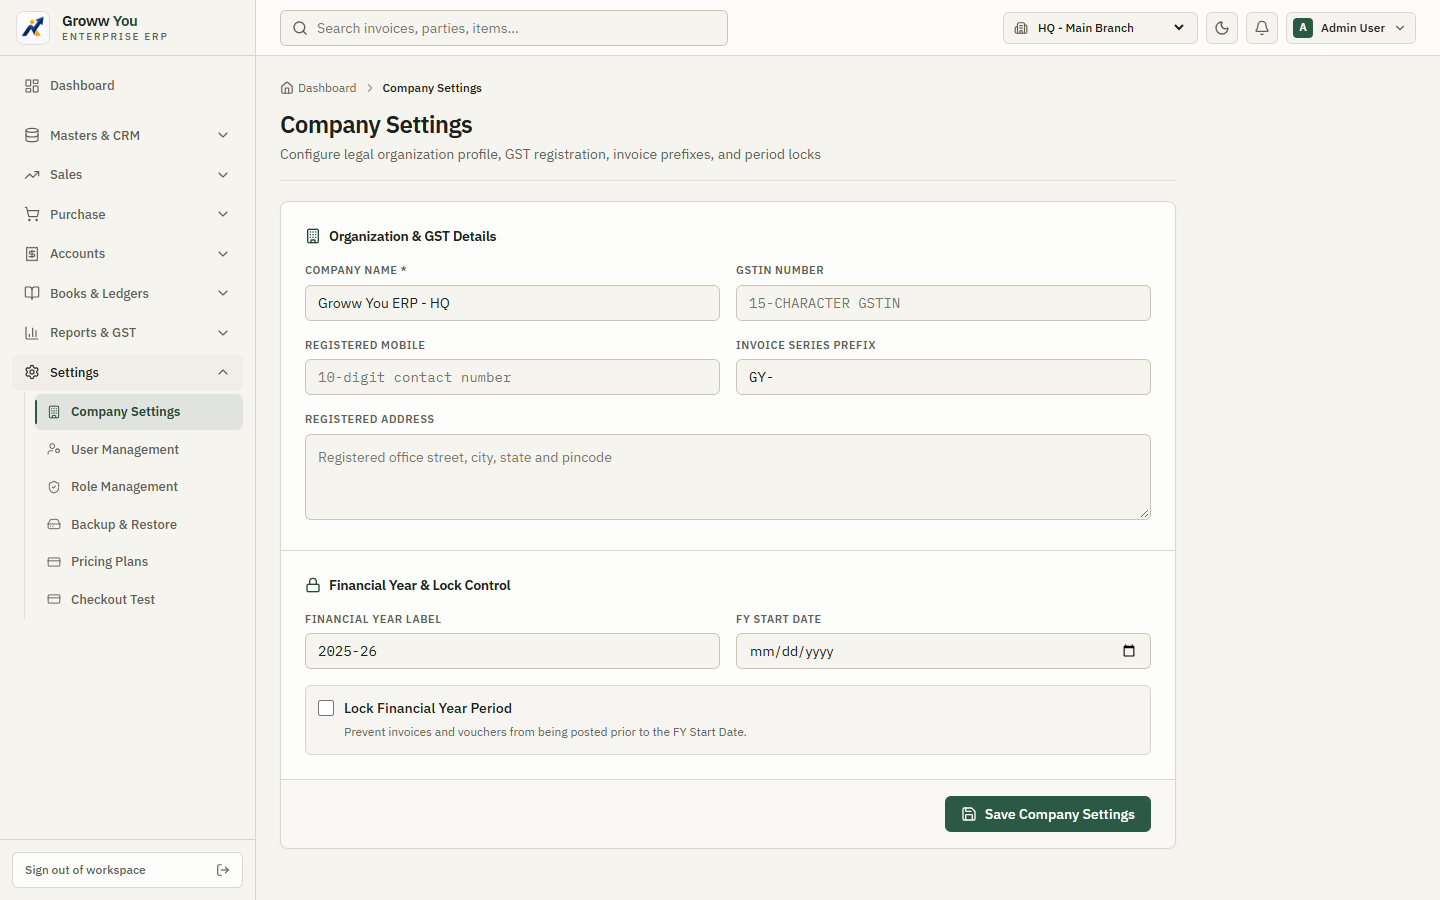 Groww You
ENTERPRISE ERP
Search invoices, parties, items...
HQ - Main Branch
A
Admin User
Dashboard
Masters & CRM
Sales
Purchase
Accounts
Books & Ledgers
Reports & GST
Settings
Company Settings
User Management
Role Management
Backup & Restore
Pricing Plans
Checkout Test
Sign out of workspace
Dashboard > Company Settings
Company Settings
Configure legal organization profile, GST registration, invoice prefixes, and period locks
Organization & GST Details
COMPANY NAME *
Groww You ERP - HQ
GSTIN NUMBER
15-CHARACTER GSTIN
REGISTERED MOBILE
10-digit contact number
INVOICE SERIES PREFIX
GY-
REGISTERED ADDRESS
Registered office street, city, state and pincode
Financial Year & Lock Control
FINANCIAL YEAR LABEL
2025-26
FY START DATE
mm/dd/yyyy
Lock Financial Year Period
Prevent invoices and vouchers from being posted prior to the FY Start Date.
Save Company Settings